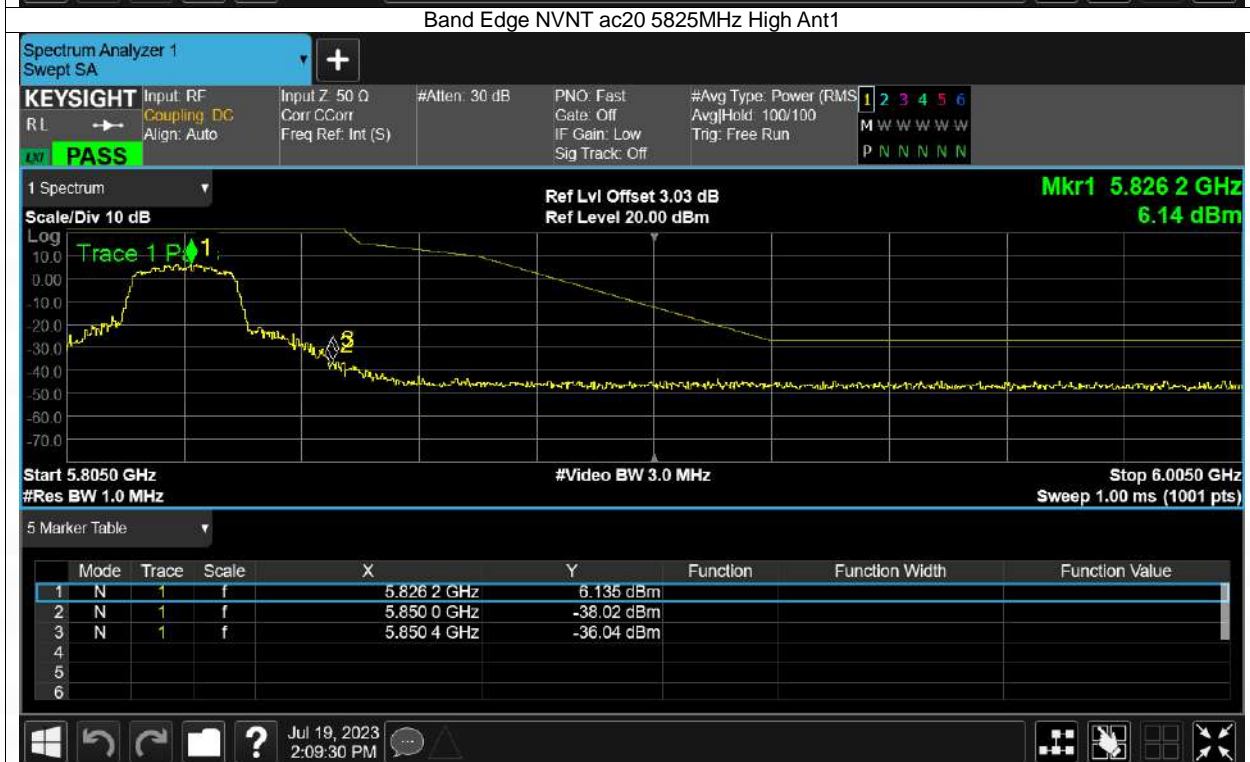 Band Edge NVNT ac20 5825MHz High Ant1
Spectrum Analyzer 1
Swept SA
+
KEYSIGHT Input: RF Input Z: 50 Ω #Atten: 30 dB PNO: Fast #Avg Type: Power (RMS 1 2 3 4 5 6
RL Coupling: DC Corr CCorr Gate: Off Avg|Hold: 100/100 M W W W W W
Align: Auto Freq Ref: Int (S) IF Gain: Low Trig: Free Run P N N N N N
LXI PASS Sig Track: Off
1 Spectrum Ref Lvl Offset 3.03 dB Mkr1 5.826 2 GHz
Scale/Div 10 dB Ref Level 20.00 dBm 6.14 dBm
Log
Trace 1 P 1
10.0
0.00
-10.0
-20.0
-30.0
2
-40.0
-50.0
-60.0
-70.0
Start 5.8050 GHz #Video BW 3.0 MHz Stop 6.0050 GHz
#Res BW 1.0 MHz Sweep 1.00 ms (1001 pts)
5 Marker Table
Mode Trace Scale X Y Function Function Width Function Value
1 N 1 f 5.826 2 GHz 6.135 dBm
2 N 1 f 5.850 0 GHz -38.02 dBm
3 N 1 f 5.850 4 GHz -36.04 dBm
4
5
6
? Jul 19, 2023
2:09:30 PM